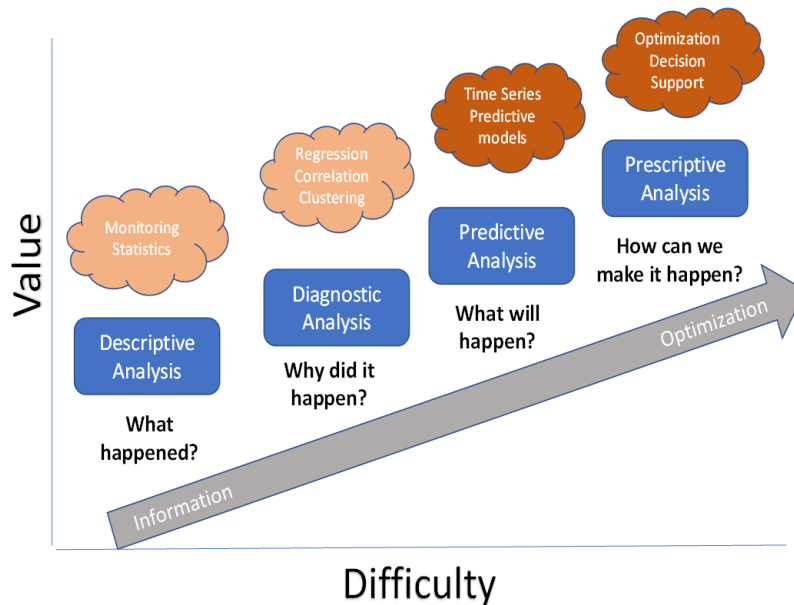 Optimization
Decision
Support
Time Series
Predictive
models
Regression
Correlation
Clustering
Monitoring
Statistics
Prescriptive
Analysis
Predictive
Analysis
Diagnostic
Analysis
Descriptive
Analysis
How can we
make it happen?
What will
happen?
Why did it
happen?
What
happened?
Value
Information
Optimization
Difficulty